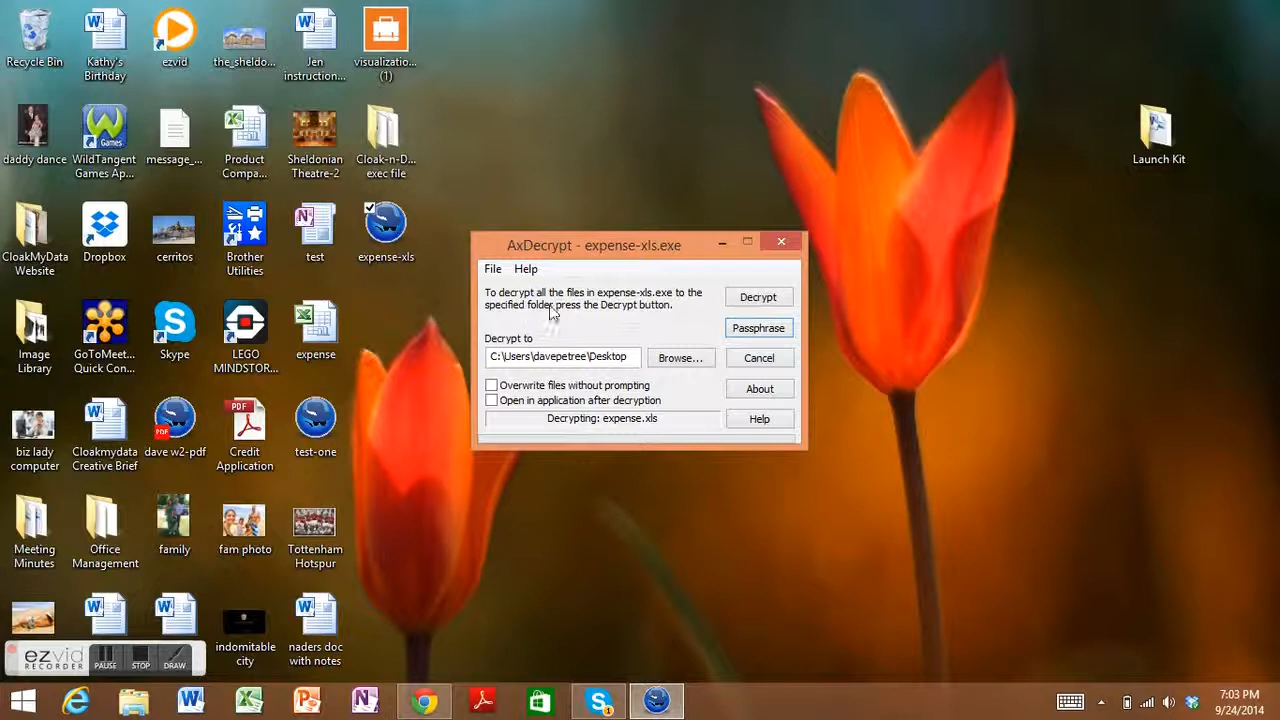 Recycle Bin
Kathy's
Birthday
ezvid
the_sheldo...
Jen
instruction...
visualizatio...
(1)
daddy dance
WildTangent
Games Ap...
Games
message_...
Product
Compa...
Sheldonian
Theatre-2
Cloak-n-D...
exec file
Launch Kit
CloakMyData
Website
Dropbox
cerritos
Brother
Utilities
test
expense-xls
AxDecrypt - expense-xls.exe
File Help
To decrypt all the files in expense-xls.exe to the
specified folder press the Decrypt button.
Decrypt
Passphrase
Decrypt to
C:\Users\davepetree\Desktop
Browse...
Cancel
Overwrite files without prompting
Open in application after decryption
About
Decrypting: expense.xls
Help
Image
Library
GoToMeet...
Quick Con...
Skype
LEGO
MINDSTOR...
expense
biz lady
computer
Cloakmydata
Creative Brief
PDF
dave w2-pdf
PDF
Credit
Application
test-one
Meeting
Minutes
Office
Management
family
fam photo
Tottenham
Hotspur
indomitable
city
naders doc
with notes
ezvid
RECORDER
PAUSE
STOP
DRAW
7:03 PM
9/24/2014